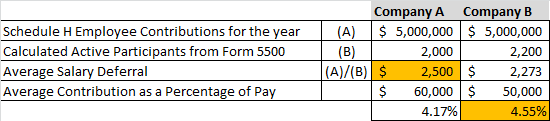 Company A Company B
Schedule H Employee Contributions for the year (A) $ 5,000,000 $ 5,000,000
Calculated Active Participants from Form 5500 (B) 2,000 2,200
Average Salary Deferral (A)/(B) $ 2,500 $ 2,273
Average Contribution as a Percentage of Pay $ 60,000 $ 50,000
4.17% 4.55%